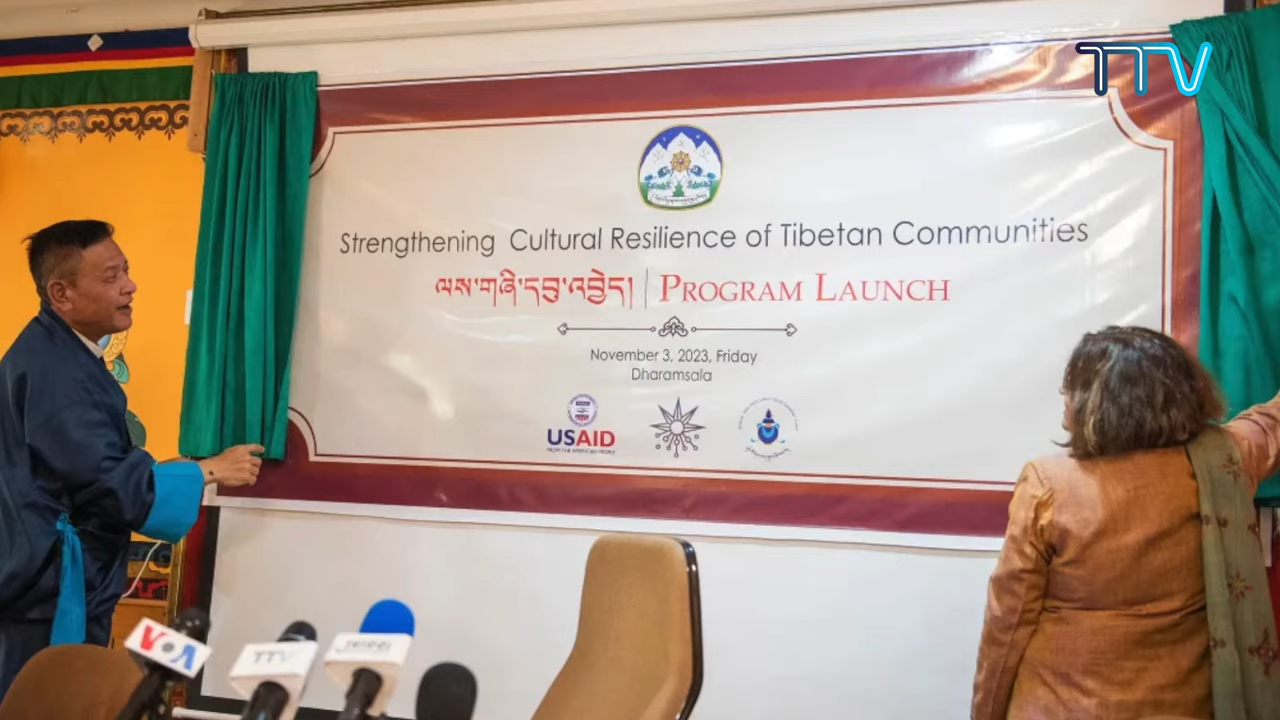 TTV
Strengthening Cultural Resilience of Tibetan Communities
ལས་གཞི་དབུ་འབྱེད། | PROGRAM LAUNCH
November 3, 2023, Friday
Dharamsala
USAID
FROM THE AMERICAN PEOPLE
VOA
TTV